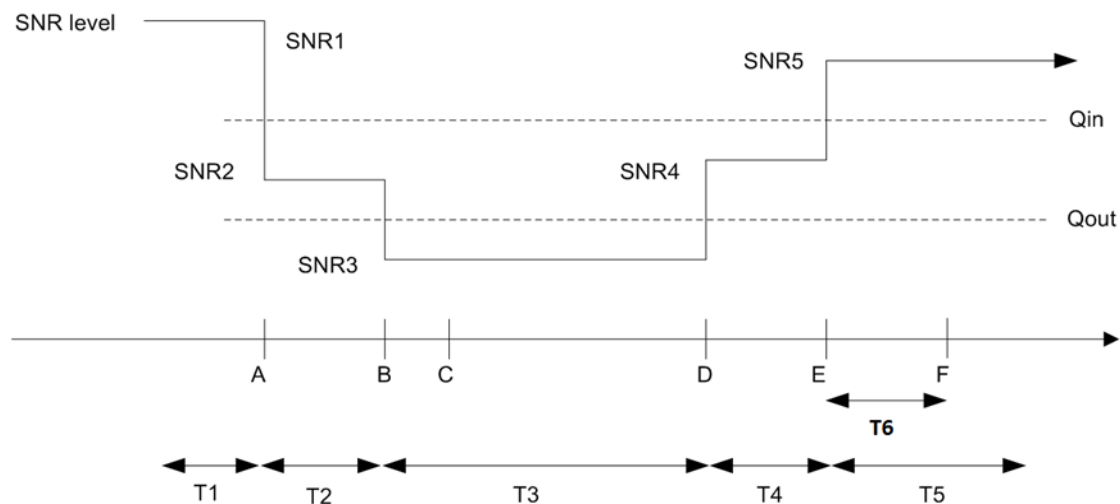 SNR level
SNR1
SNR5
Qin
SNR2
SNR4
Qout
SNR3
A B C D E F
T6
T1 T2 T3 T4 T5